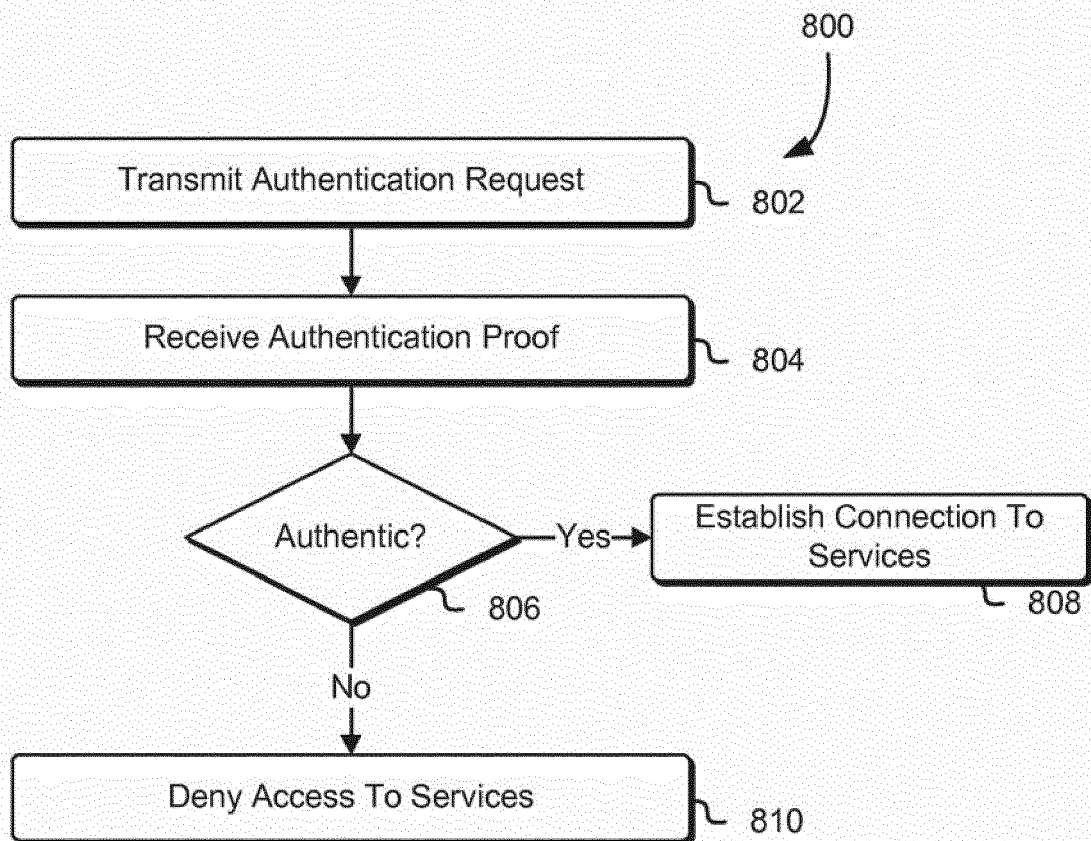 800
Transmit Authentication Request
802
Receive Authentication Proof
804
Authentic?
Yes
Establish Connection To
Services
806
808
No
Deny Access To Services
810